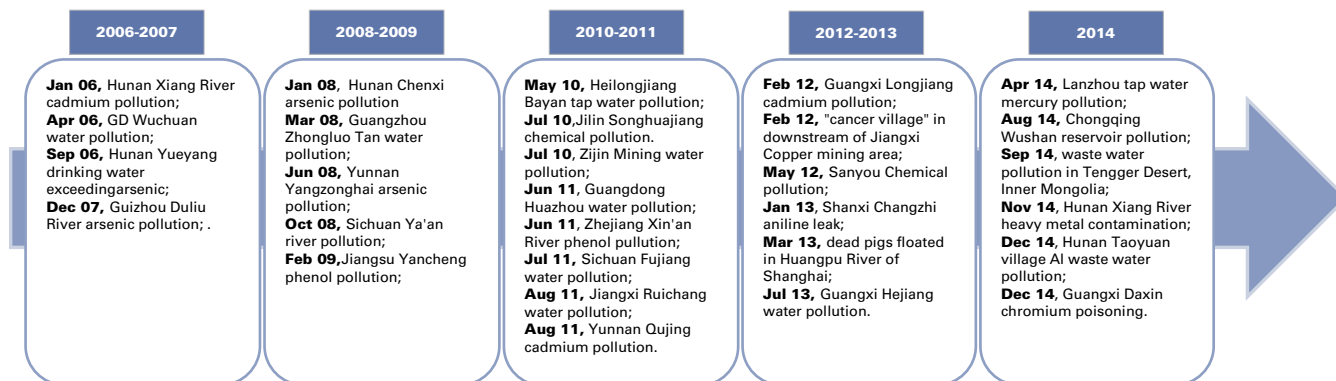 2006-2007
Jan 06, Hunan Xiang River
cadmium pollution;
Apr 06, GD Wuchuan
water pollution;
Sep 06, Hunan Yueyang
drinking water
exceedingarsenic;
Dec 07, Guizhou Duliu
River arsenic pollution; .
2008-2009
Jan 08, Hunan Chenxi
arsenic pollution
Mar 08, Guangzhou
Zhongluo Tan water
pollution;
Jun 08, Yunnan
Yangzonghai arsenic
pollution;
Oct 08, Sichuan Ya'an
river pollution;
Feb 09,Jiangsu Yancheng
phenol pollution;
2010-2011
May 10, Heilongjiang
Bayan tap water pollution;
Jul 10,Jilin Songhuajiang
chemical pollution.
Jul 10, Zijin Mining water
pollution;
Jun 11, Guangdong
Huazhou water pollution;
Jun 11, Zhejiang Xin'an
River phenol pullution;
Jul 11, Sichuan Fujiang
water pollution;
Aug 11, Jiangxi Ruichang
water pollution;
Aug 11, Yunnan Qujing
cadmium pollution.
2012-2013
Feb 12, Guangxi Longjiang
cadmium pollution;
Feb 12, "cancer village" in
downstream of Jiangxi
Copper mining area;
May 12, Sanyou Chemical
pollution;
Jan 13, Shanxi Changzhi
aniline leak;
Mar 13, dead pigs floated
in Huangpu River of
Shanghai;
Jul 13, Guangxi Hejiang
water pollution.
2014
Apr 14, Lanzhou tap water
mercury pollution;
Aug 14, Chongqing
Wushan reservoir pollution;
Sep 14, waste water
pollution in Tengger Desert,
Inner Mongolia;
Nov 14, Hunan Xiang River
heavy metal contamination;
Dec 14, Hunan Taoyuan
village Al waste water
pollution;
Dec 14, Guangxi Daxin
chromium poisoning.